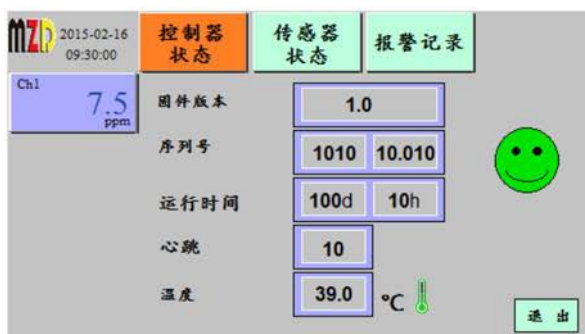 MZD 2015-02-16
09:30:00
控制器
状态
传感器
状态
报警记录
Ch1
7.5
ppm
固件版本 1.0
序列号 1010 10.010
运行时间 100d 10h
心跳 10
温度 39.0 ℃
退 出